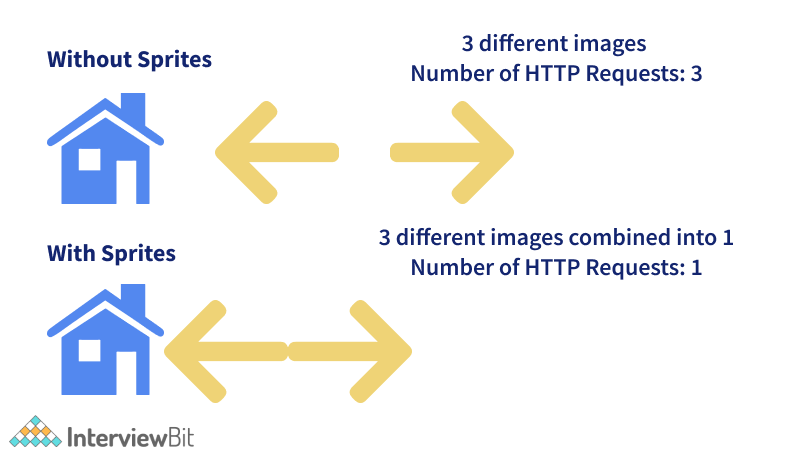 Without Sprites
3 different images
Number of HTTP Requests: 3
With Sprites
3 different images combined into 1
Number of HTTP Requests: 1
InterviewBit